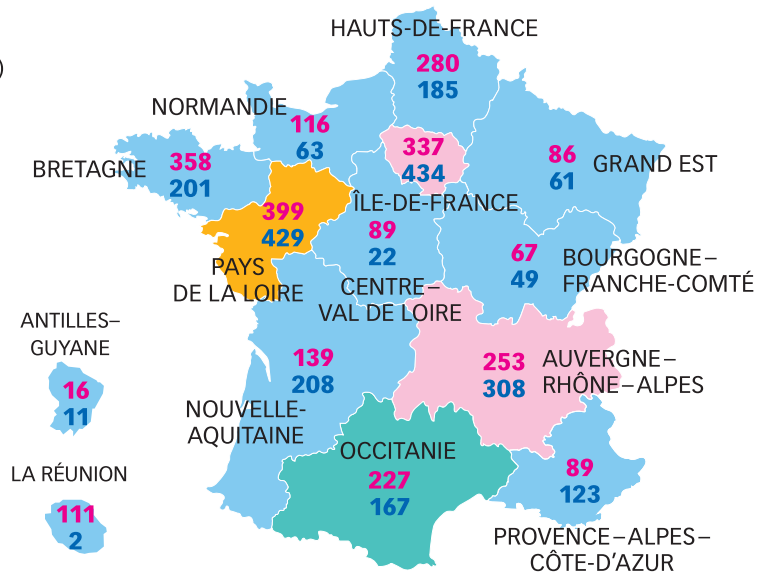 HAUTS-DE-FRANCE
280
185
)
NORMANDIE
116
63
337
434
ÎLE-DE-FRANCE
86
61
GRAND EST
BRETAGNE
358
201
399
429
PAYS
DE LA LOIRE
89
22
CENTRE–
VAL DE LOIRE
67
49
BOURGOGNE–
FRANCHE-COMTÉ
ANTILLES–
GUYANE
16
11
139
208
NOUVELLE-
AQUITAINE
253
308
AUVERGNE–
RHÔNE–ALPES
OCCITANIE
227
167
LA RÉUNION
111
2
89
123
PROVENCE–ALPES–
CÔTE-D'AZUR